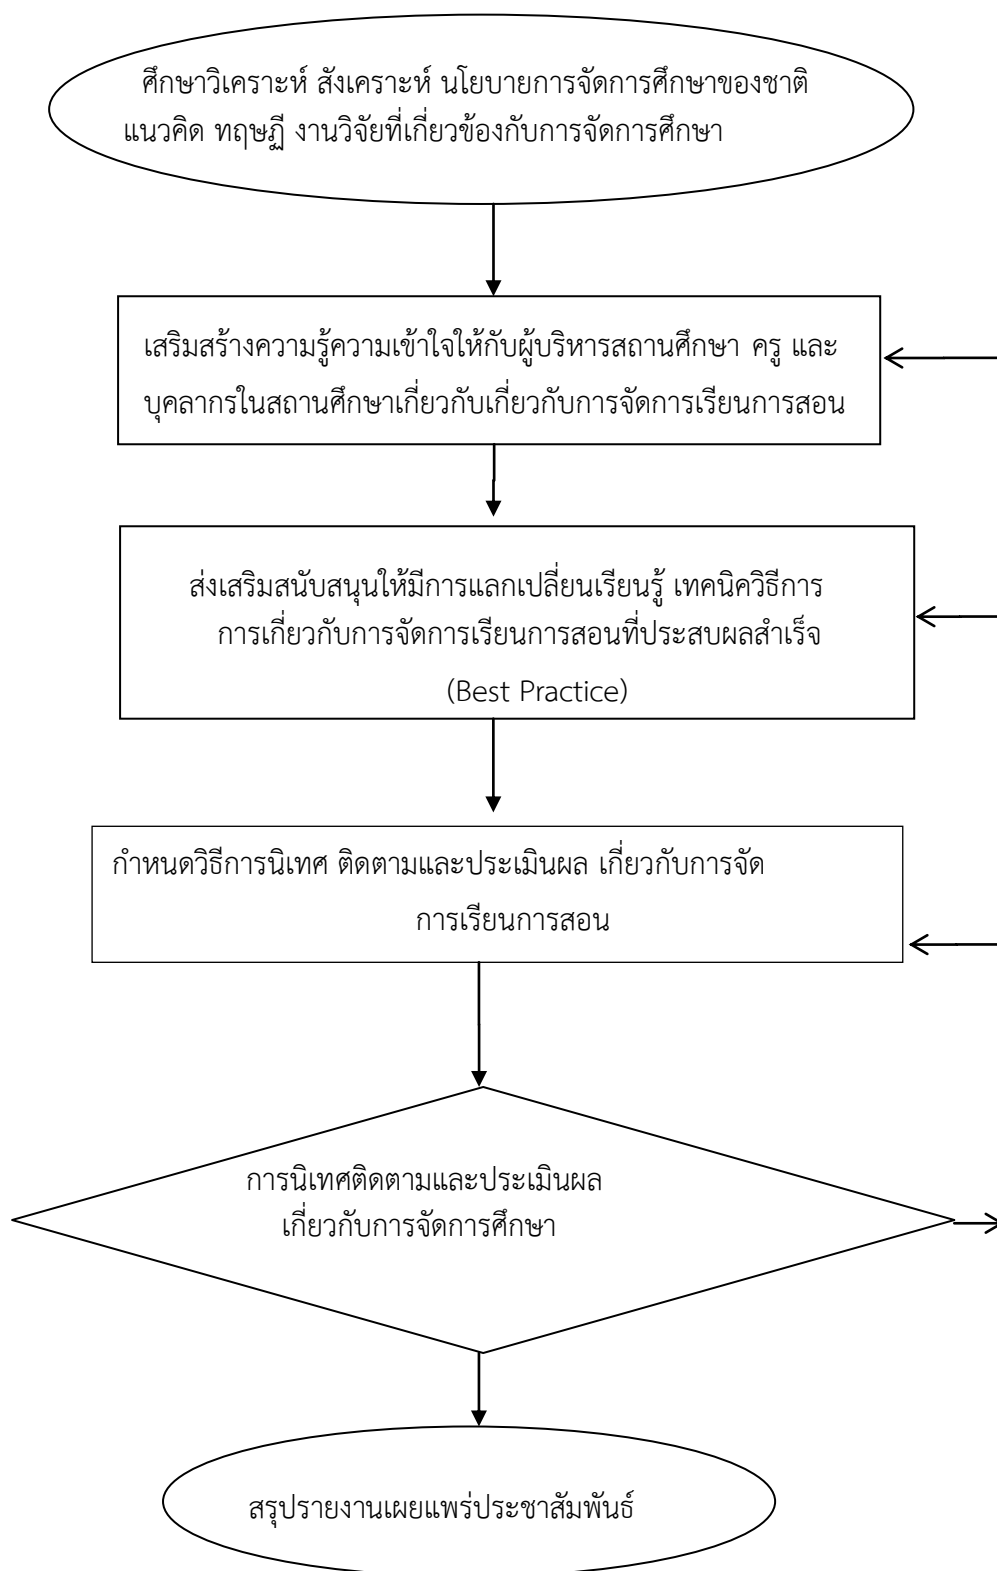 ศึกษาวิเคราะห์ สังเคราะห์ นโยบายการจัดการศึกษาของชาติ
แนวคิด ทฤษฎี งานวิจัยที่เกี่ยวข้องกับการจัดการศึกษา
เสริมสร้างความรู้ความเข้าใจให้กับผู้บริหารสถานศึกษา ครู และ
บุคลากรในสถานศึกษาเกี่ยวกับเกี่ยวกับการจัดการเรียนการสอน
ส่งเสริมสนับสนุนให้มีการแลกเปลี่ยนเรียนรู้ เทคนิควิธีการ
การเกี่ยวกับการจัดการเรียนการสอนที่ประสบผลสำเร็จ
(Best Practice)
กำหนดวิธีการนิเทศ ติดตามและประเมินผล เกี่ยวกับการจัด
การเรียนการสอน
การนิเทศติดตามและประเมินผล
เกี่ยวกับการจัดการศึกษา
สรุปรายงานเผยแพร่ประชาสัมพันธ์